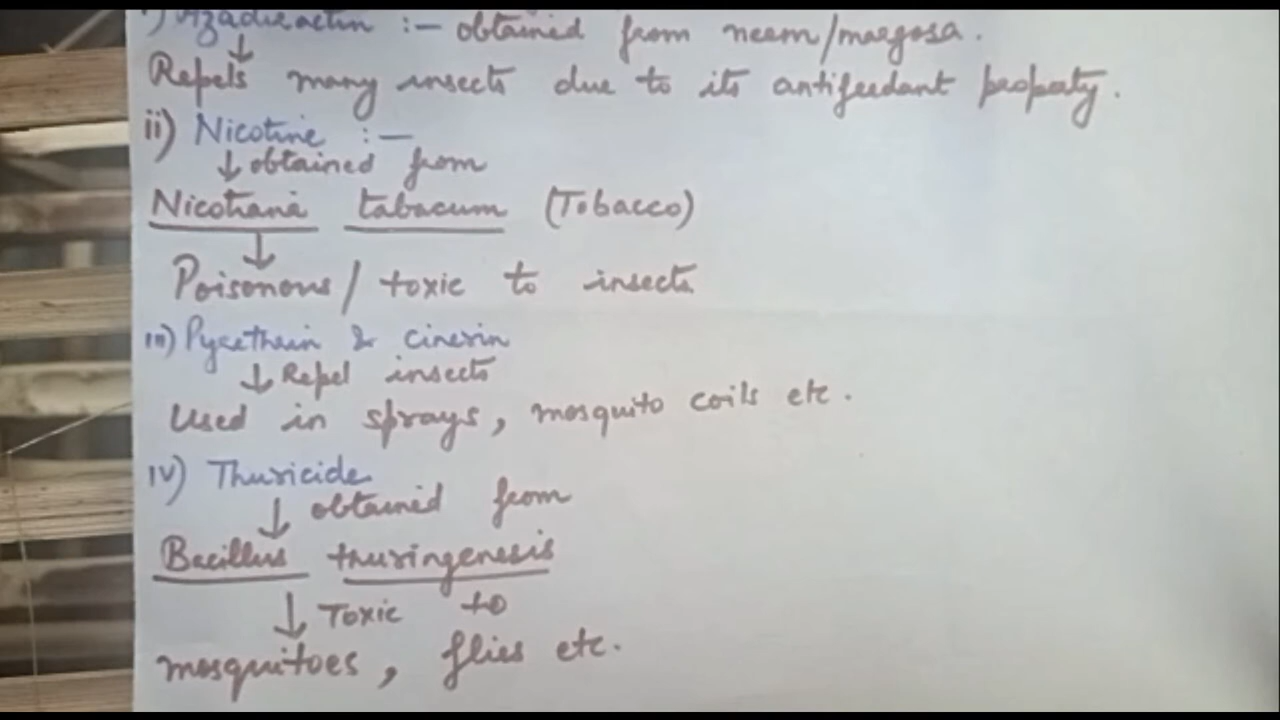 i) Azadiractin :- obtained from neem/margosa.
↓
Repels many insects due to its antifeedant property.
ii) Nicotine :-
↓ obtained from
Nicotiana tabacum (Tobacco)
↓
Poisonous/ toxic to insects
iii) Pyrethrin & cinerin
↓ Repel insects
Used in sprays, mosquito coils etc.
iv) Thuricide
↓ obtained from
Bacillus thuringenesis
↓ Toxic to
mosquitoes, flies etc.